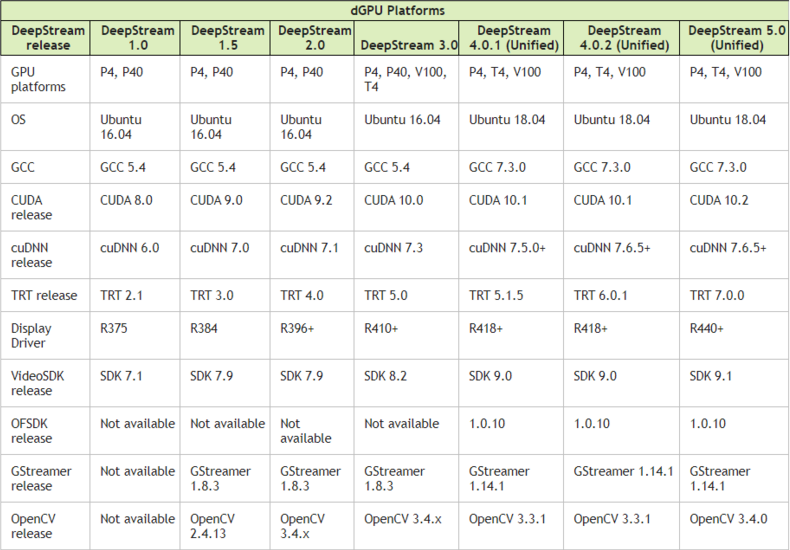 dGPU Platforms
DeepStream release DeepStream 1.0 DeepStream 1.5 DeepStream 2.0 DeepStream 3.0 DeepStream 4.0.1 (Unified) DeepStream 4.0.2 (Unified) DeepStream 5.0 (Unified)
GPU platforms P4, P40 P4, P40 P4, P40 P4, P40, V100, T4 P4, T4, V100 P4, T4, V100 P4, T4, V100
OS Ubuntu 16.04 Ubuntu 16.04 Ubuntu 16.04 Ubuntu 16.04 Ubuntu 18.04 Ubuntu 18.04 Ubuntu 18.04
GCC GCC 5.4 GCC 5.4 GCC 5.4 GCC 5.4 GCC 7.3.0 GCC 7.3.0 GCC 7.3.0
CUDA release CUDA 8.0 CUDA 9.0 CUDA 9.2 CUDA 10.0 CUDA 10.1 CUDA 10.1 CUDA 10.2
cuDNN release cuDNN 6.0 cuDNN 7.0 cuDNN 7.1 cuDNN 7.3 cuDNN 7.5.0+ cuDNN 7.6.5+ cuDNN 7.6.5+
TRT release TRT 2.1 TRT 3.0 TRT 4.0 TRT 5.0 TRT 5.1.5 TRT 6.0.1 TRT 7.0.0
Display Driver R375 R384 R396+ R410+ R418+ R418+ R440+
VideoSDK release SDK 7.1 SDK 7.9 SDK 7.9 SDK 8.2 SDK 9.0 SDK 9.0 SDK 9.1
OFSDK release Not available Not available Not available Not available 1.0.10 1.0.10 1.0.10
GStreamer release Not available GStreamer 1.8.3 GStreamer 1.8.3 GStreamer 1.8.3 GStreamer 1.14.1 GStreamer 1.14.1 GStreamer 1.14.1
OpenCV release Not available OpenCV 2.4.13 OpenCV 3.4.x OpenCV 3.4.x OpenCV 3.3.1 OpenCV 3.3.1 OpenCV 3.4.0